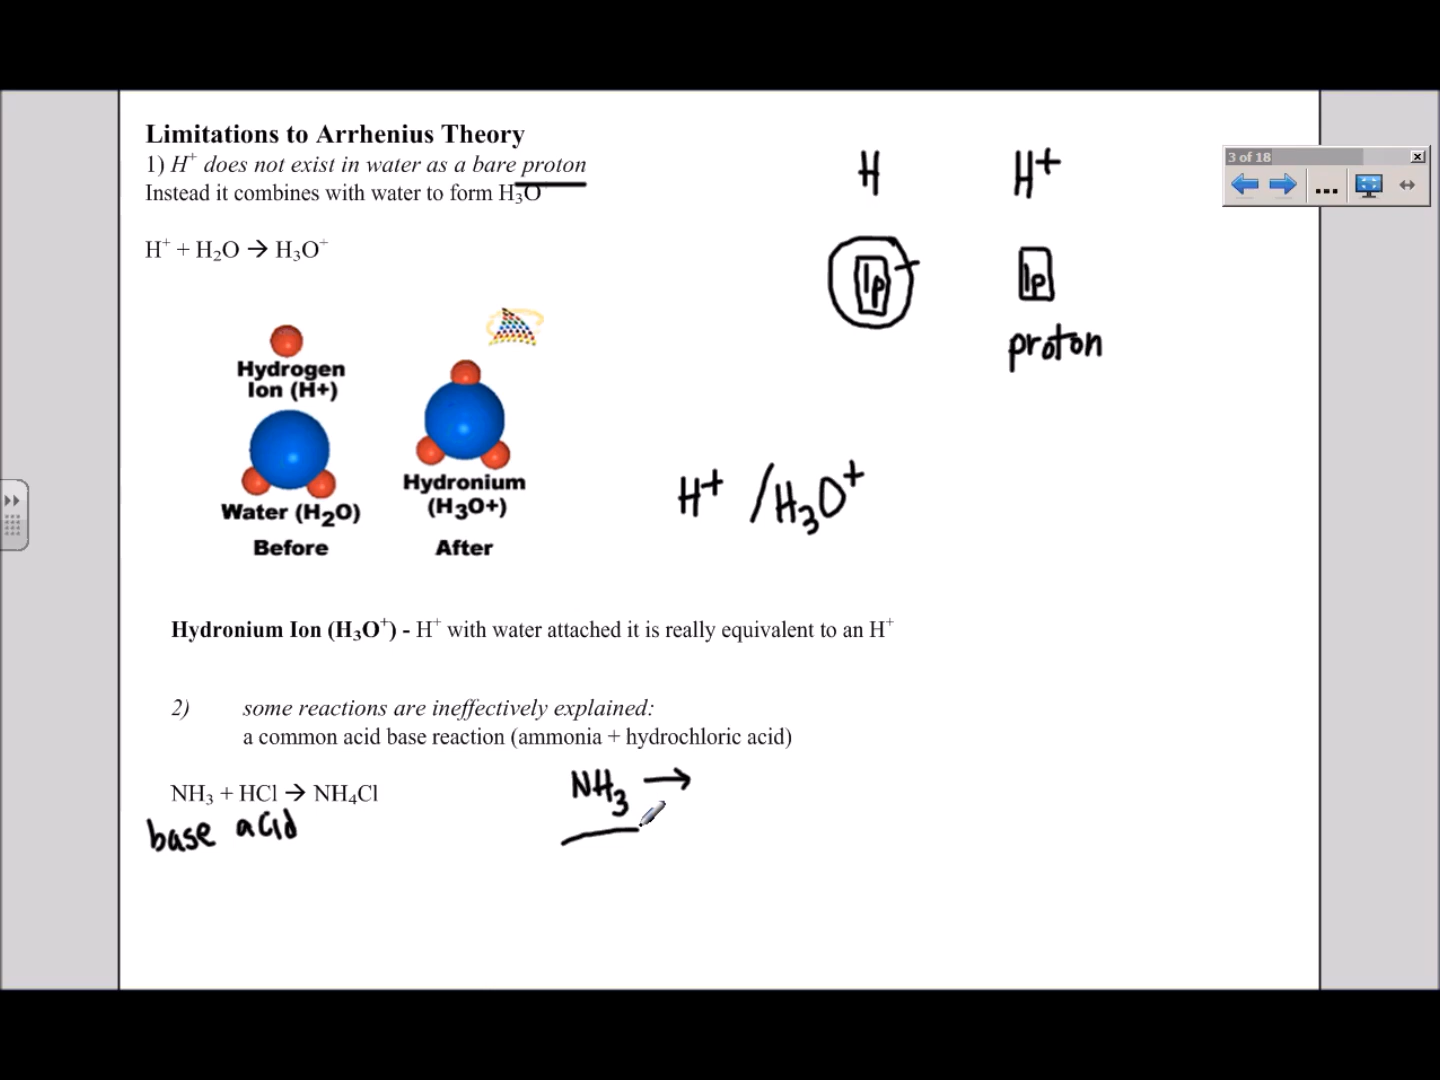 Limitations to Arrhenius Theory
1) H⁺ does not exist in water as a bare proton
Instead it combines with water to form H₃O⁺
H⁺ + H₂O → H₃O⁺
Hydrogen
Ion (H+)
Water (H₂O)
Before
Hydronium
(H₃O+)
After
H H+
1p 1p
proton
H+ /H₃O+
Hydronium Ion (H₃O⁺) - H⁺ with water attached it is really equivalent to an H⁺
2) some reactions are ineffectively explained:
a common acid base reaction (ammonia + hydrochloric acid)
NH₃ + HCl → NH₄Cl
base acid
NH₃ →
3 of 18
...